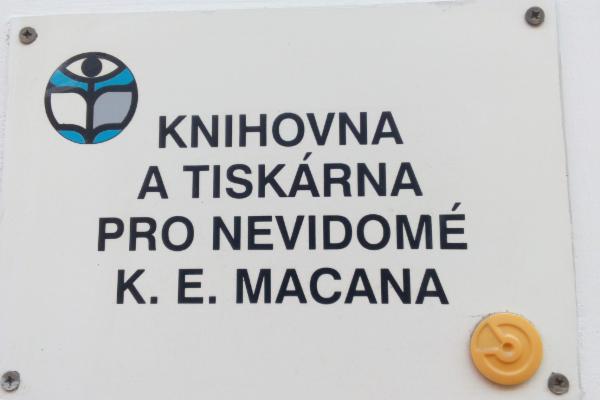 KNIHOVNA
A TISKÁRNA
PRO NEVIDOMÉ
K. E. MACANA